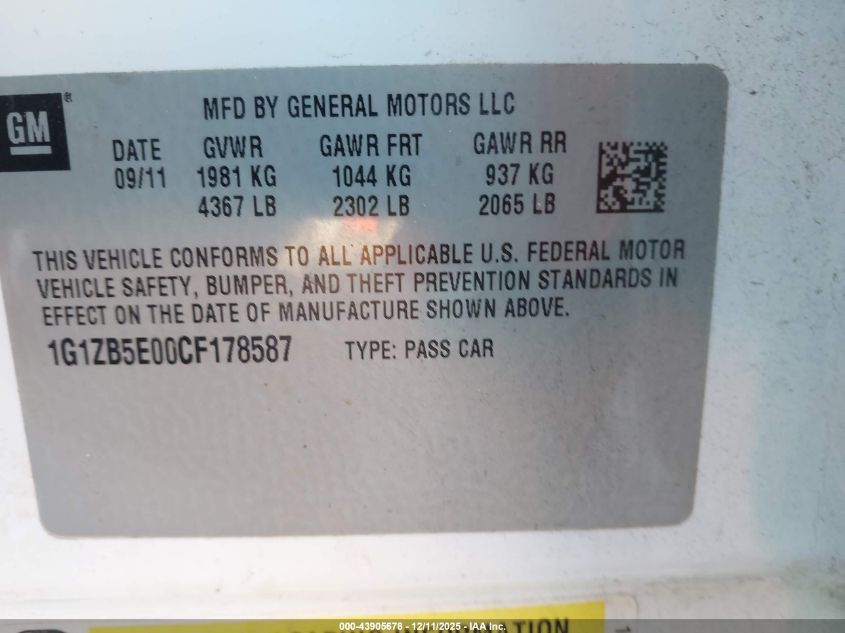 GM ®
MFD BY GENERAL MOTORS LLC
DATE GVWR GAWR FRT GAWR RR
09/11 1981 KG 1044 KG 937 KG
4367 LB 2302 LB 2065 LB
THIS VEHICLE CONFORMS TO ALL APPLICABLE U.S. FEDERAL MOTOR
VEHICLE SAFETY, BUMPER, AND THEFT PREVENTION STANDARDS IN
EFFECT ON THE DATE OF MANUFACTURE SHOWN ABOVE.
1G1ZB5E00CF178587 TYPE: PASS CAR
000-43905678 - 12/11/2025 - IAA Inc.